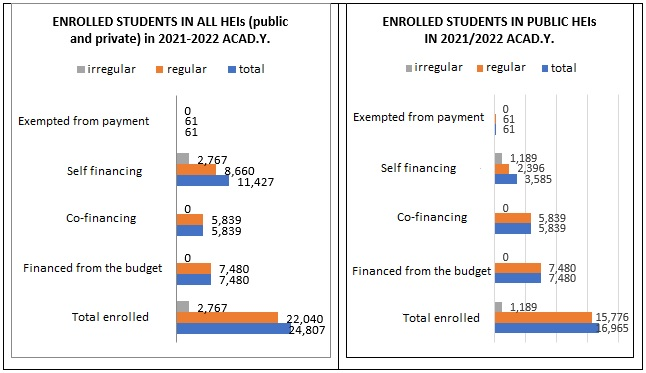 ENROLLED STUDENTS IN ALL HEIs (public
and private) in 2021-2022 ACAD.Y.
irregular regular total
Exempted from payment
0
61
61
Self financing
2,767
8,660
11,427
Co-financing
0
5,839
5,839
Financed from the budget
0
7,480
7,480
Total enrolled
2,767
22,040
24,807
ENROLLED STUDENTS IN PUBLIC HEIs
IN 2021/2022 ACAD.Y.
irregular regular total
Exempted from payment
0
61
61
Self financing
1,189
2,396
3,585
Co-financing
0
5,839
5,839
Financed from the budget
0
7,480
7,480
Total enrolled
1,189
15,776
16,965